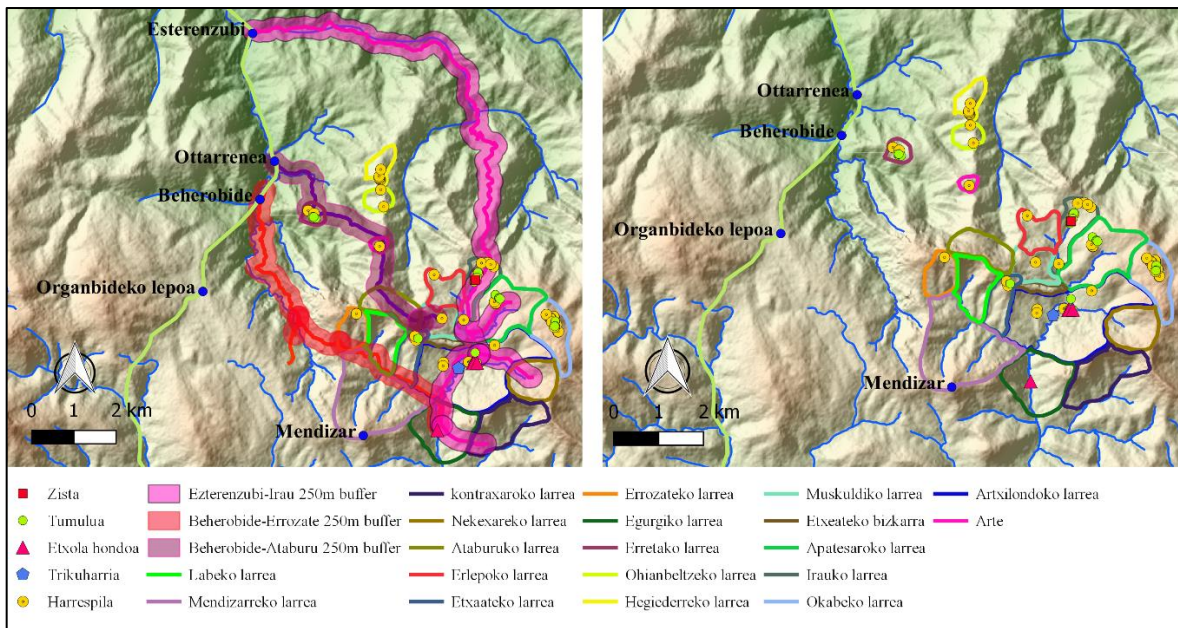 Esterenzubi
Ottarrenea
Beherobide
Organbideko lepoa
Mendizar
0 1 2 km
Ottarrenea
Beherobide
Organbideko lepoa
Mendizar
0 1 2 km
Zista
Tumulua
Etxola hondoa
Trikuharria
Harrespila
Ezterenzubi-Irau 250m buffer
Beherobide-Errozate 250m buffer
Beherobide-Ataburu 250m buffer
Labeko larrea
Mendizarreko larrea
kontraxaroko larrea
Nekexareko larrea
Ataburuko larrea
Erlepoko larrea
Etxaateko larrea
Errozateko larrea
Egurgiko larrea
Erretako larrea
Ohianbeltzeko larrea
Hegiederreko larrea
Muskuldiko larrea
Etxeateko bizkarra
Apatesaroko larrea
Irauko larrea
Okabeko larrea
Artxilondoko larrea
Arte